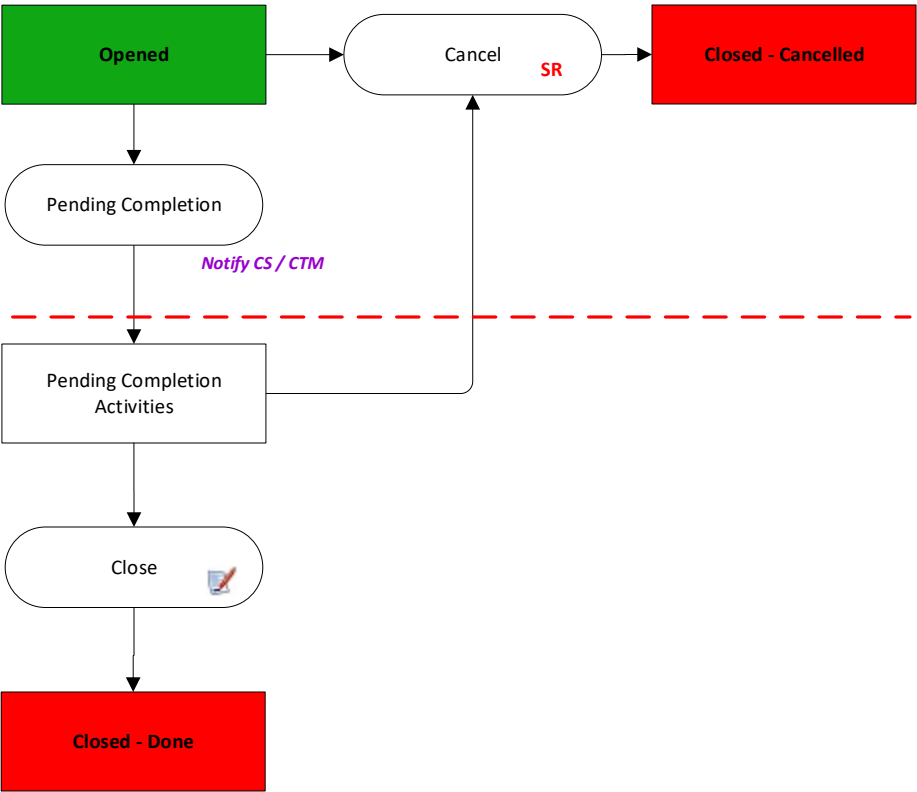 Opened
Cancel
SR
Closed - Cancelled
Pending Completion
Notify CS / CTM
Pending Completion
Activities
Close
Closed - Done